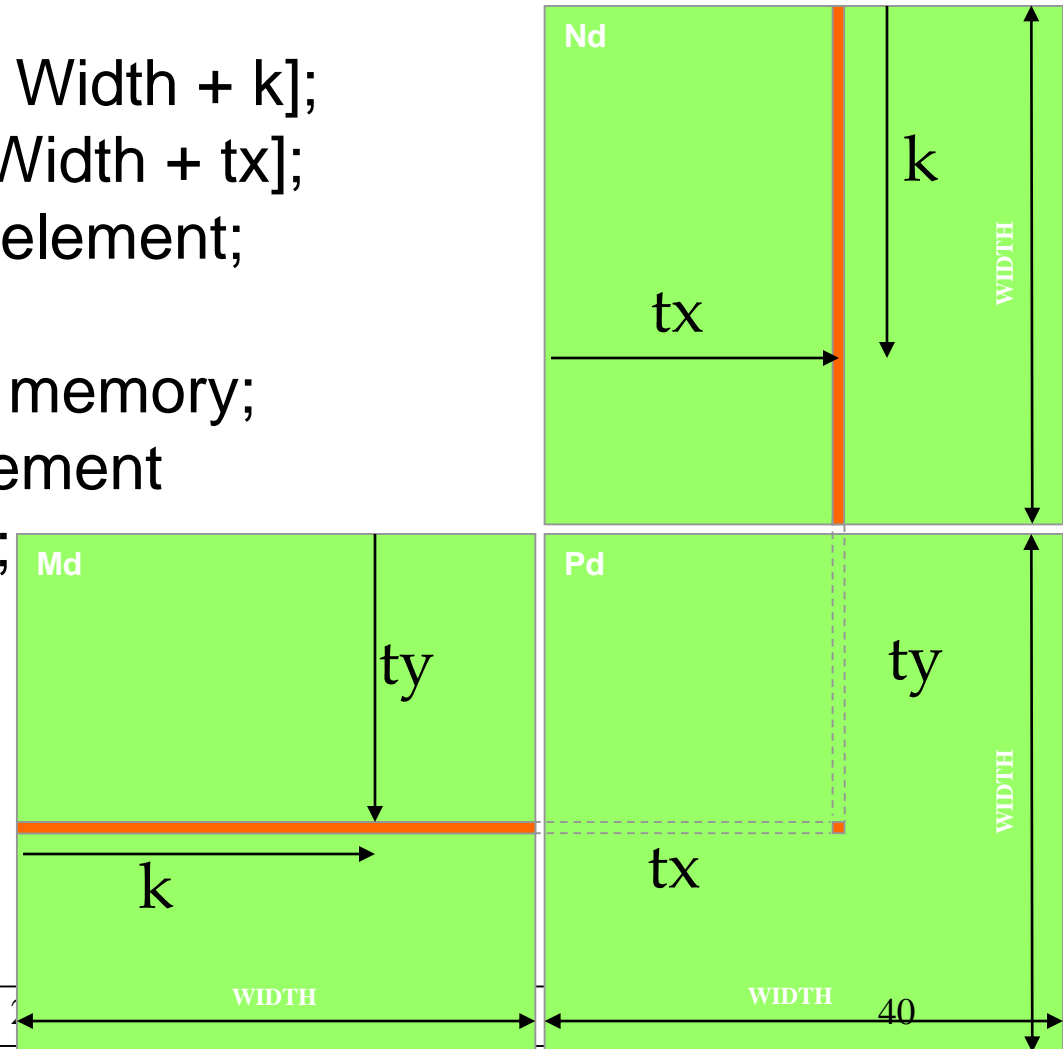 Width + k];
Width + tx];
element;
memory;
ement
;
Nd
k
WIDTH
tx
Md
ty
k
WIDTH
Pd
ty
WIDTH
tx
WIDTH
40